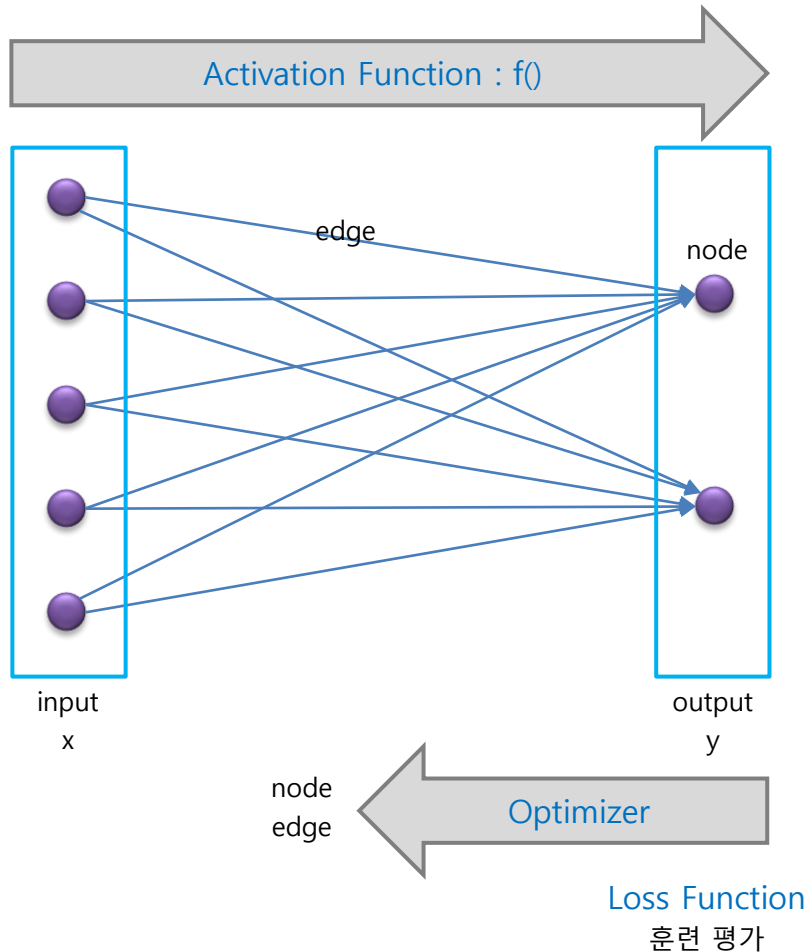 Activation Function : f()
edge
node
input
x
output
y
node
edge
Optimizer
Loss Function
훈련 평가